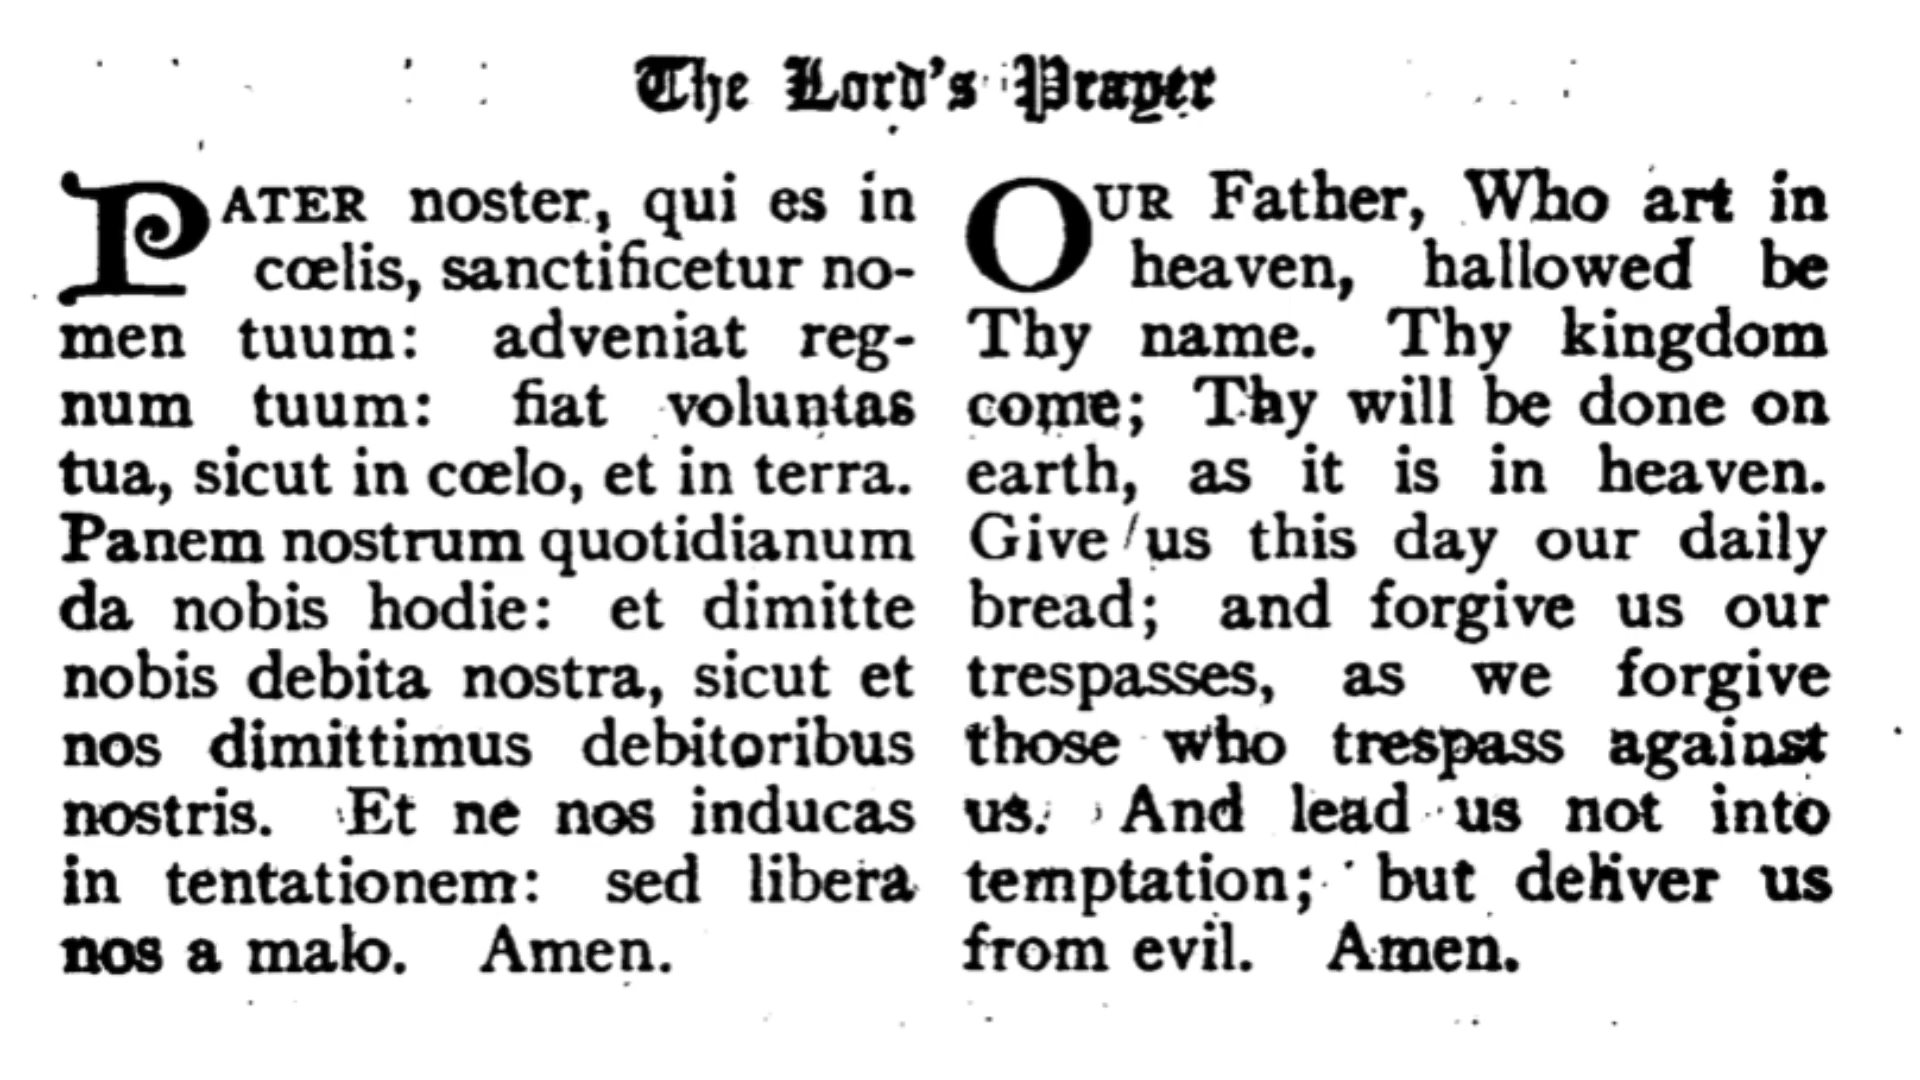 The Lord's Prayer
PATER noster, qui es in
cœlis, sanctificetur no-
men tuum: adveniat reg-
num tuum: fiat voluntas
tua, sicut in cœlo, et in terra.
Panem nostrum quotidianum
da nobis hodie: et dimitte
nobis debita nostra, sicut et
nos dimittimus debitoribus
nostris. Et ne nos inducas
in tentationem: sed libera
nos a malo. Amen.
OUR Father, Who art in
heaven, hallowed be
Thy name. Thy kingdom
come; Thy will be done on
earth, as it is in heaven.
Give us this day our daily
bread; and forgive us our
trespasses, as we forgive
those who trespass against
us. And lead us not into
temptation; but deliver us
from evil. Amen.